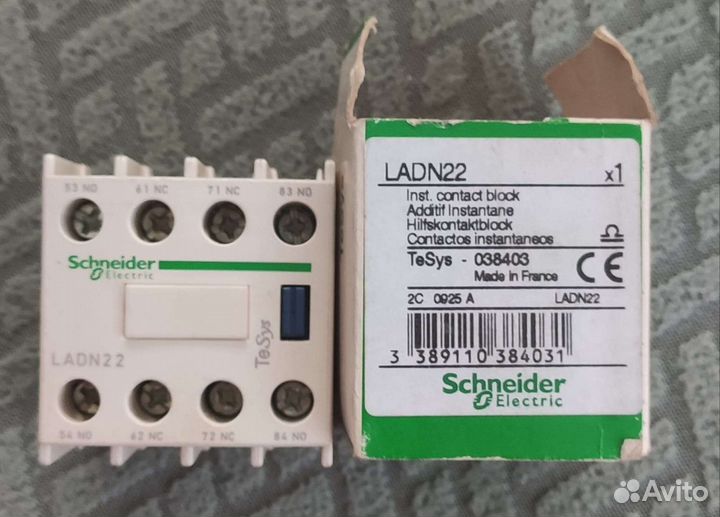 53 NO 61 NC 71 NC 83 NO
Schneider
Electric
TeSys
LADN22
54 NO 62 NC 72 NC 84 NO
LADN22 x1
Inst. contact block
Additif Instantane
Hilfskontaktblock
Contactos instantaneos
TeSys - 038403
Made in France
CE
2C 0925 A LADN22
3 389110 384031
Schneider
Electric
Avito